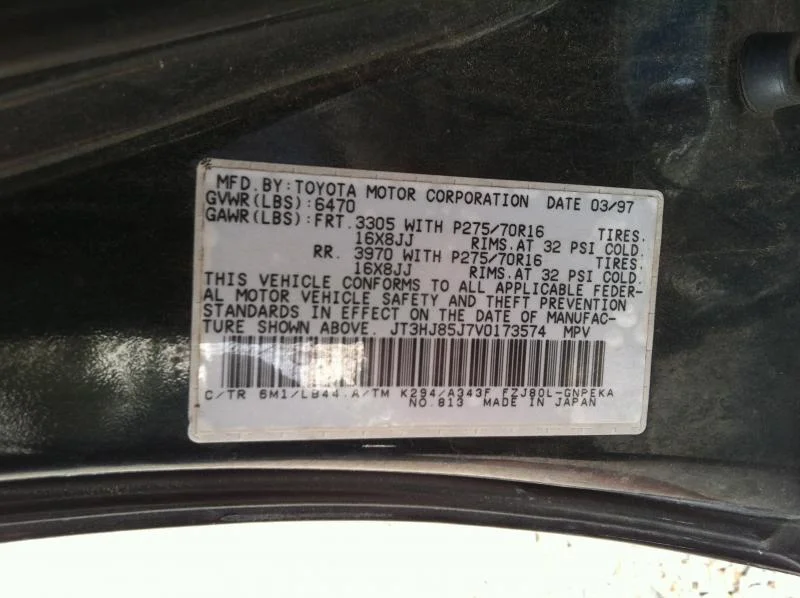 MFD.BY:TOYOTA MOTOR CORPORATION DATE 03/97
GVWR(LBS):6470
GAWR(LBS):FRT.3305 WITH P275/70R16 TIRES.
16X8JJ RIMS.AT 32 PSI COLD.
RR. 3970 WITH P275/70R16 TIRES.
16X8JJ RIMS.AT 32 PSI COLD.
THIS VEHICLE CONFORMS TO ALL APPLICABLE FEDER-
AL MOTOR VEHICLE SAFETY AND THEFT PREVENTION
STANDARDS IN EFFECT ON THE DATE OF MANUFAC-
TURE SHOWN ABOVE. JT3HJ85J7V0173574 MPV
C/TR 6M1/LB44.A/TM K294/A343F FZJ80L-GNPEKA
NO.813 MADE IN JAPAN